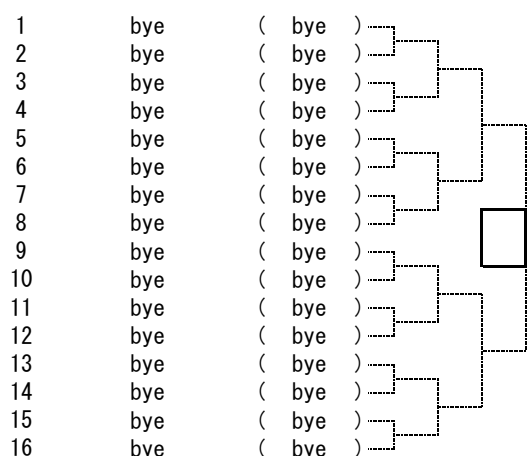 1 bye ( bye )
2 bye ( bye )
3 bye ( bye )
4 bye ( bye )
5 bye ( bye )
6 bye ( bye )
7 bye ( bye )
8 bye ( bye )
9 bye ( bye )
10 bye ( bye )
11 bye ( bye )
12 bye ( bye )
13 bye ( bye )
14 bye ( bye )
15 bye ( bye )
16 bye ( bye )